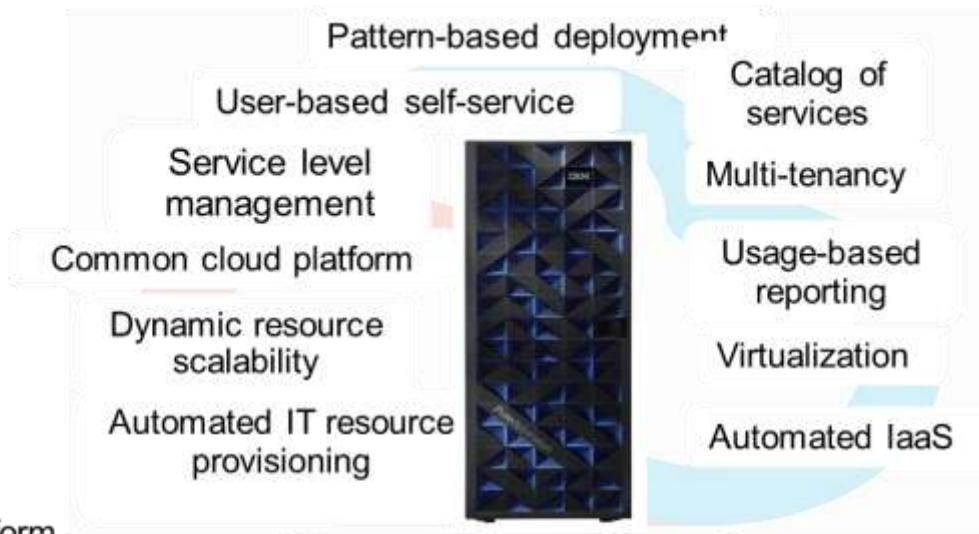 Pattern-based deployment
User-based self-service
Catalog of
services
Service level
management
Multi-tenancy
Common cloud platform
Usage-based
reporting
Dynamic resource
scalability
Virtualization
Automated IT resource
provisioning
Automated IaaS
IBM